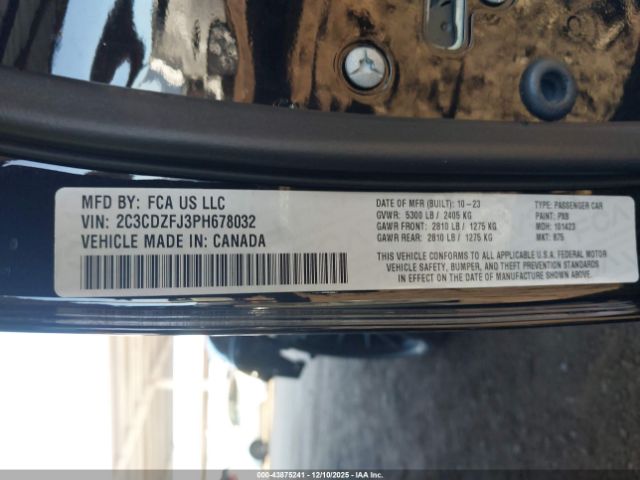 MFD BY: FCA US LLC
VIN: 2C3CDZFJ3PH678032
VEHICLE MADE IN: CANADA
DATE OF MFR (BUILT): 10-23
GVWR: 5300 LB / 2405 KG
GAWR FRONT: 2810 LB / 1275 KG
GAWR REAR: 2810 LB / 1275 KG
TYPE: PASSENGER CAR
PAINT: PX8
MDH: 101423
MKT: B75
THIS VEHICLE CONFORMS TO ALL APPLICABLE U.S.A. FEDERAL MOTOR
VEHICLE SAFETY, BUMPER, AND THEFT PREVENTION STANDARDS
IN EFFECT ON THE DATE OF MANUFACTURE SHOWN ABOVE.
000-43875241 - 12/10/2025 - IAA Inc.